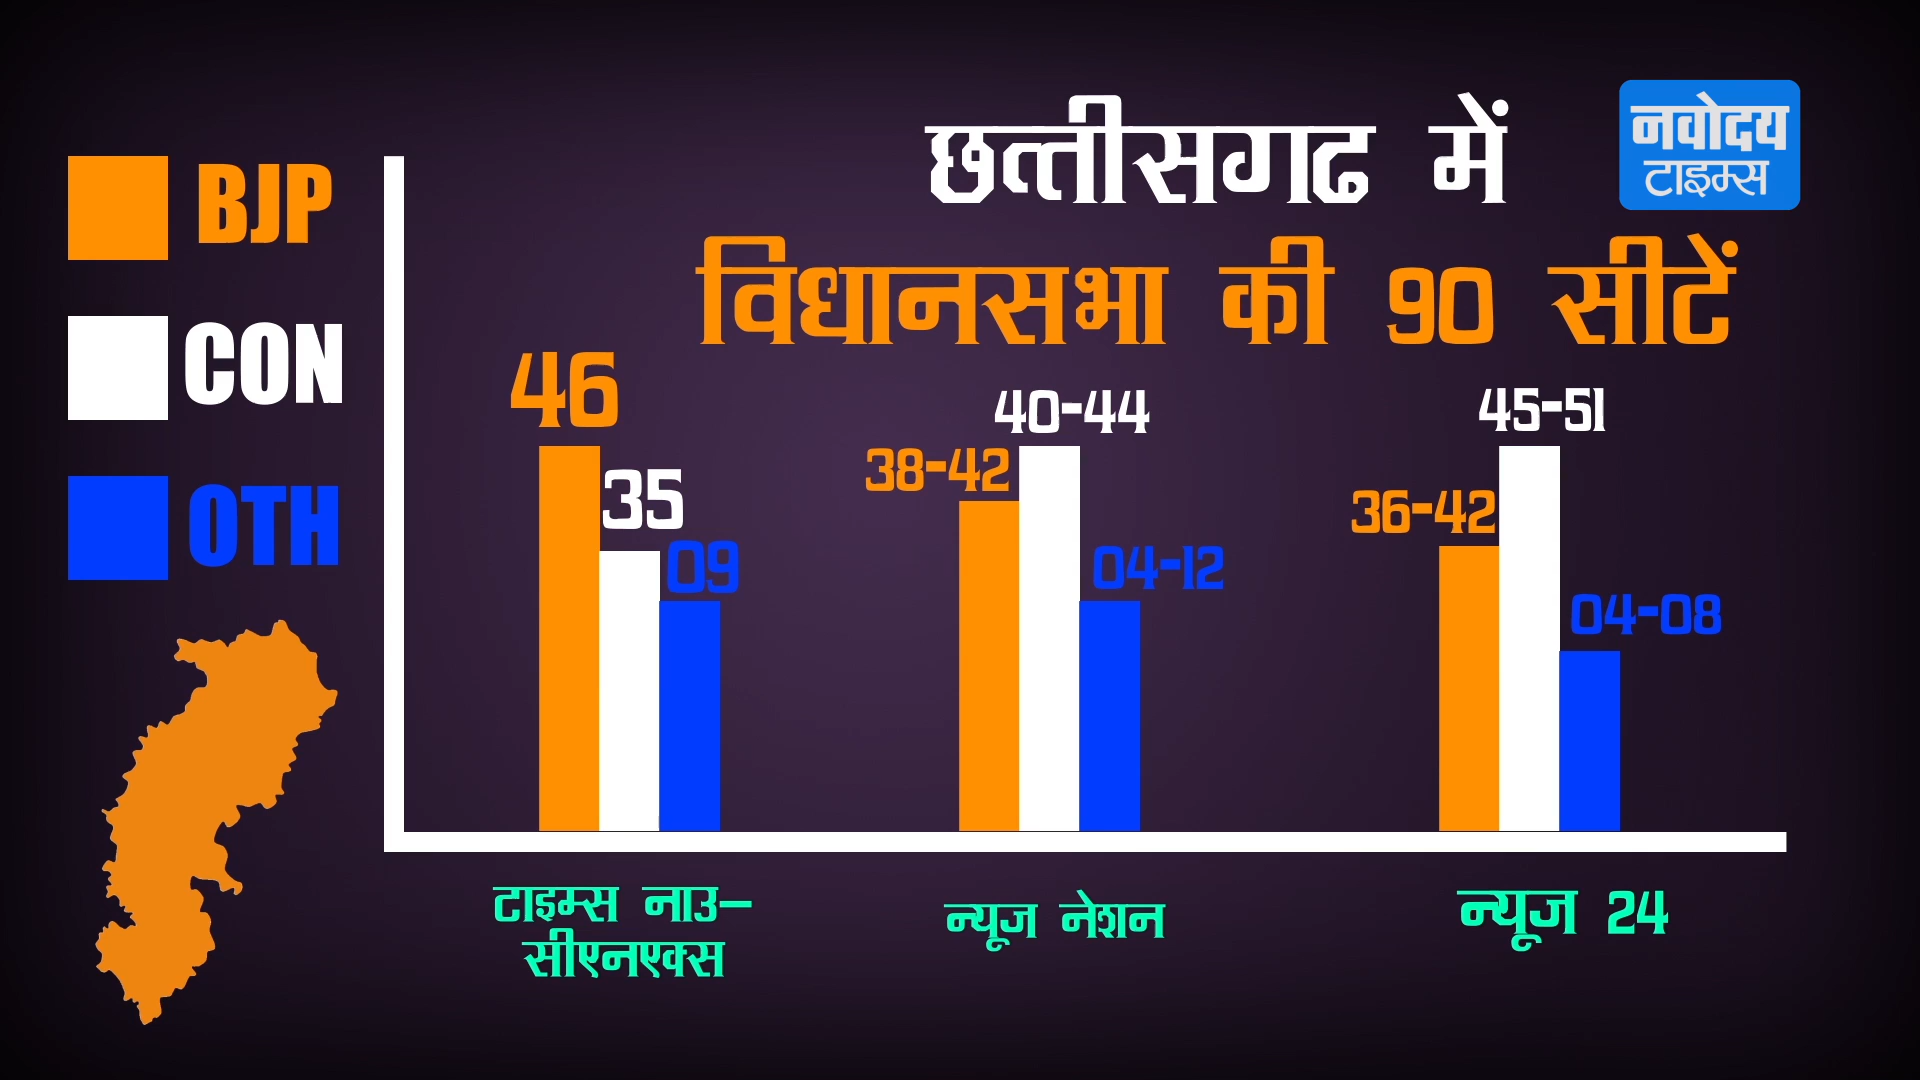 छत्तीसगढ में
नवोदय
टाइम्स
विधानसभा की 90 सीटें
BJP
CON
OTH
46
35
09
38-42
40-44
04-12
36-42
45-51
04-08
टाइम्स नाउ–
सीएनएक्स
न्यूज नेशन
न्यूज 24